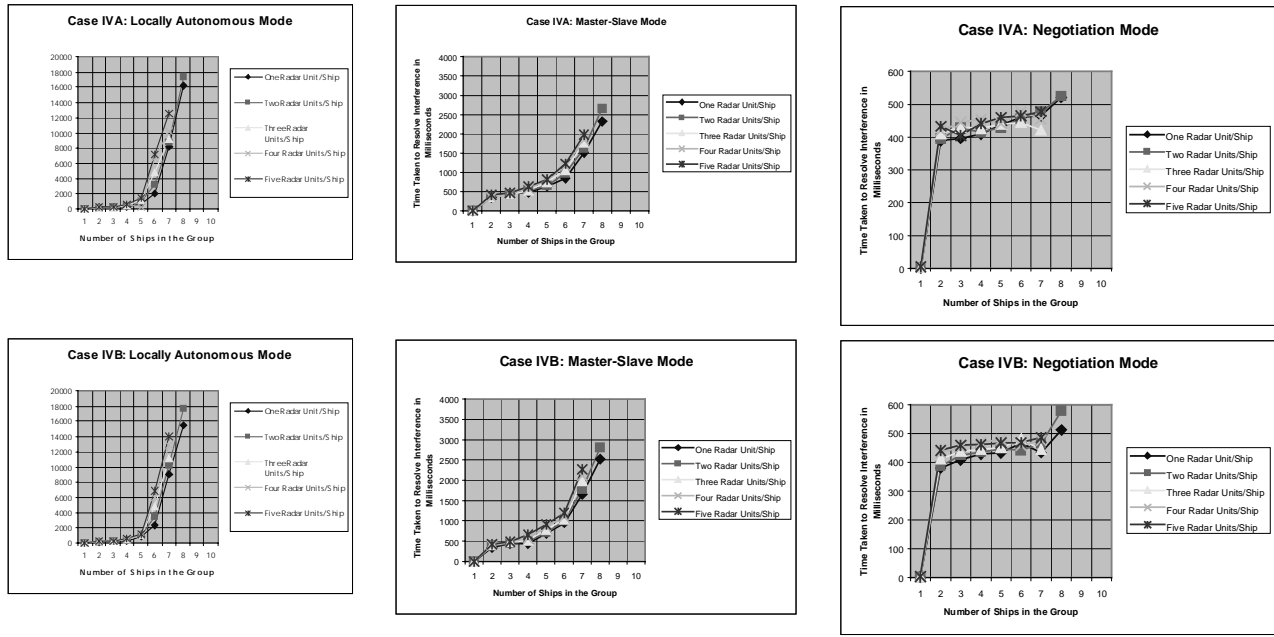 Case IVA: Locally Autonomous Mode
20000
18000
16000
14000
12000
10000
8000
6000
4000
2000
0
1 2 3 4 5 6 7 8 9 10
Number of Ships in the Group
One Radar Unit/Ship
Two Radar Units/Ship
Three Radar
Units/Ship
Four Radar Units/Ship
Five Radar Units/Ship
Case IVA: Master-Slave Mode
Time Taken to Resolve Interference in
Milliseconds
4000
3500
3000
2500
2000
1500
1000
500
0
1 2 3 4 5 6 7 8 9 10
Number of Ships in the Group
One Radar Unit/Ship
Two Radar Units/Ship
Three Radar Units/Ship
Four Radar Units/Ship
Five Radar Units/Ship
Case IVA: Negotiation Mode
Time Taken to Resolve Interference in
Milliseconds
600
500
400
300
200
100
0
1 2 3 4 5 6 7 8 9 10
Number of Ships in the Group
One Radar Unit/Ship
Two Radar Units/Ship
Three Radar Units/Ship
Four Radar Units/Ship
Five Radar Units/Ship
Case IVB: Locally Autonomous Mode
20000
18000
16000
14000
12000
10000
8000
6000
4000
2000
0
1 2 3 4 5 6 7 8 9 10
Number of Ships in the Group
One Radar Unit/Ship
Two Radar Units/Ship
Three Radar
Units/Ship
Four Radar Units/Ship
Five Radar Units/Ship
Case IVB: Master-Slave Mode
Time Taken to Resolve Interference in
Milliseconds
4000
3500
3000
2500
2000
1500
1000
500
0
1 2 3 4 5 6 7 8 9 10
Number of Ships in the Group
One Radar Unit/Ship
Two Radar Units/Ship
Three Radar Units/Ship
Four Radar Units/Ship
Five Radar Units/Ship
Case IVB: Negotiation Mode
Time Taken to Resolve Interference in
Milliseconds
600
500
400
300
200
100
0
1 2 3 4 5 6 7 8 9 10
Number of Ships in the Group
One Radar Unit/Ship
Two Radar Units/Ship
Three Radar Units/Ship
Four Radar Units/Ship
Five Radar Units/Ship